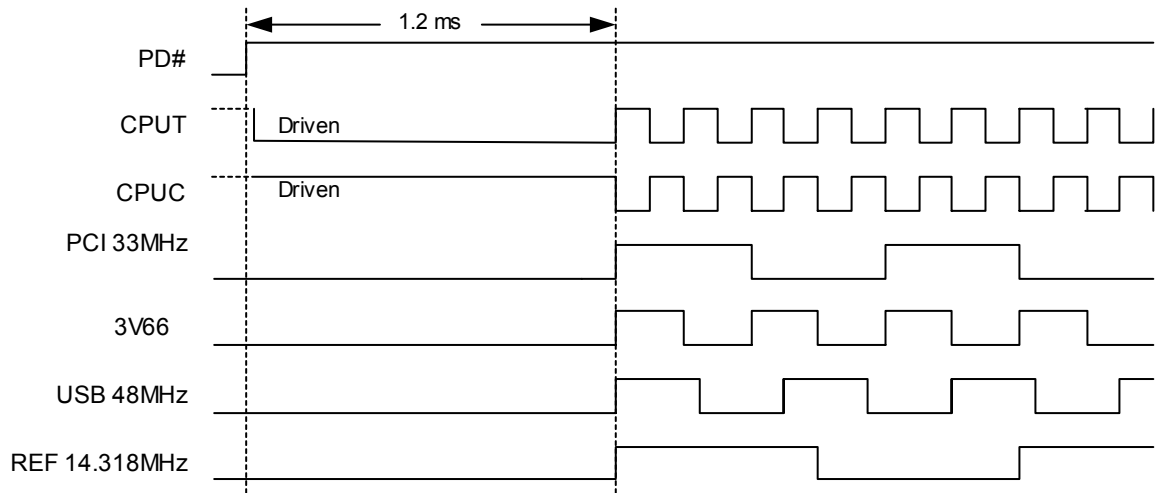 1.2 ms
PD#
CPUT
Driven
CPUC
Driven
PCI 33MHz
3V66
USB 48MHz
REF 14.318MHz